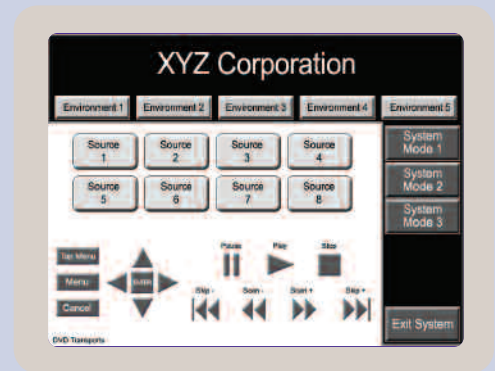 XYZ Corporation
Environment 1 Environment 2 Environment 3 Environment 4 Environment 5
Source 1
Source 2
Source 3
Source 4
System Mode 1
Source 5
Source 6
Source 7
Source 8
System Mode 2
System Mode 3
Top Menu
Menu
Cancel
ENTER
Pause Play Stop
Skip - Scan - Scan + Skip +
Exit System
DVD Transports